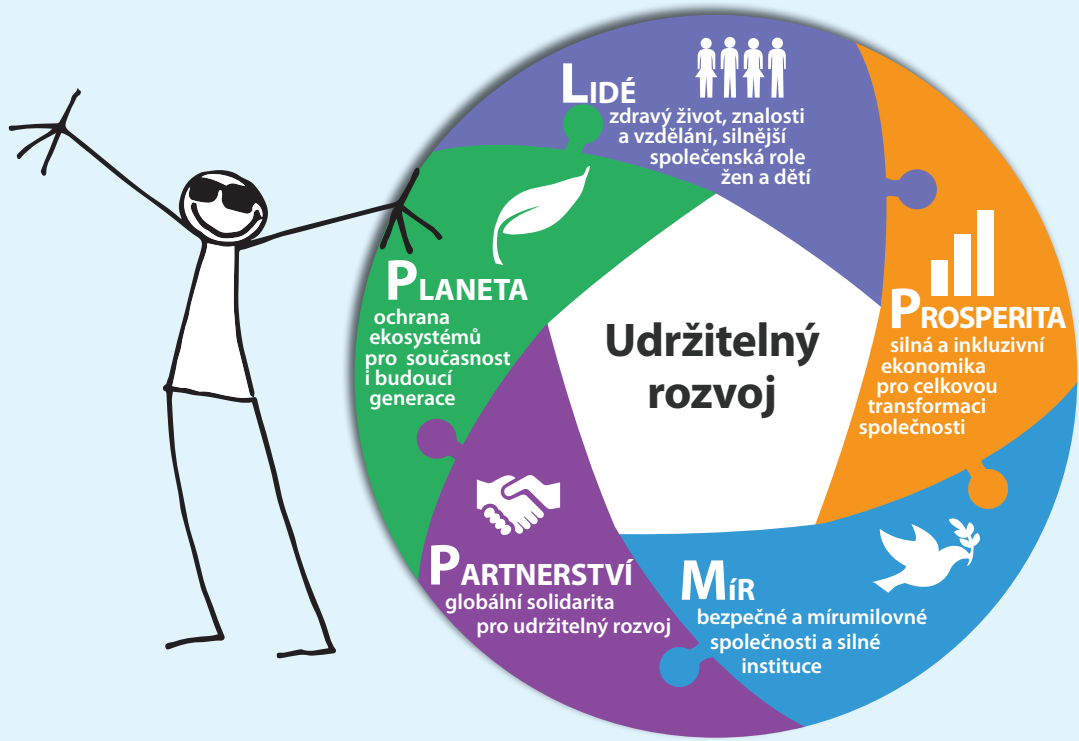 LIDÉ
zdravý život, znalosti
a vzdělání, silnější
společenská role
žen a dětí
PROSPERITA
silná a inkluzivní
ekonomika
pro celkovou
transformaci
společnosti
MÍR
bezpečné a mírumilovné
společnosti a silné
instituce
PARTNERSTVÍ
globální solidarita
pro udržitelný rozvoj
PLANETA
ochrana
ekosystémů
pro současnost
i budoucí
generace
Udržitelný
rozvoj